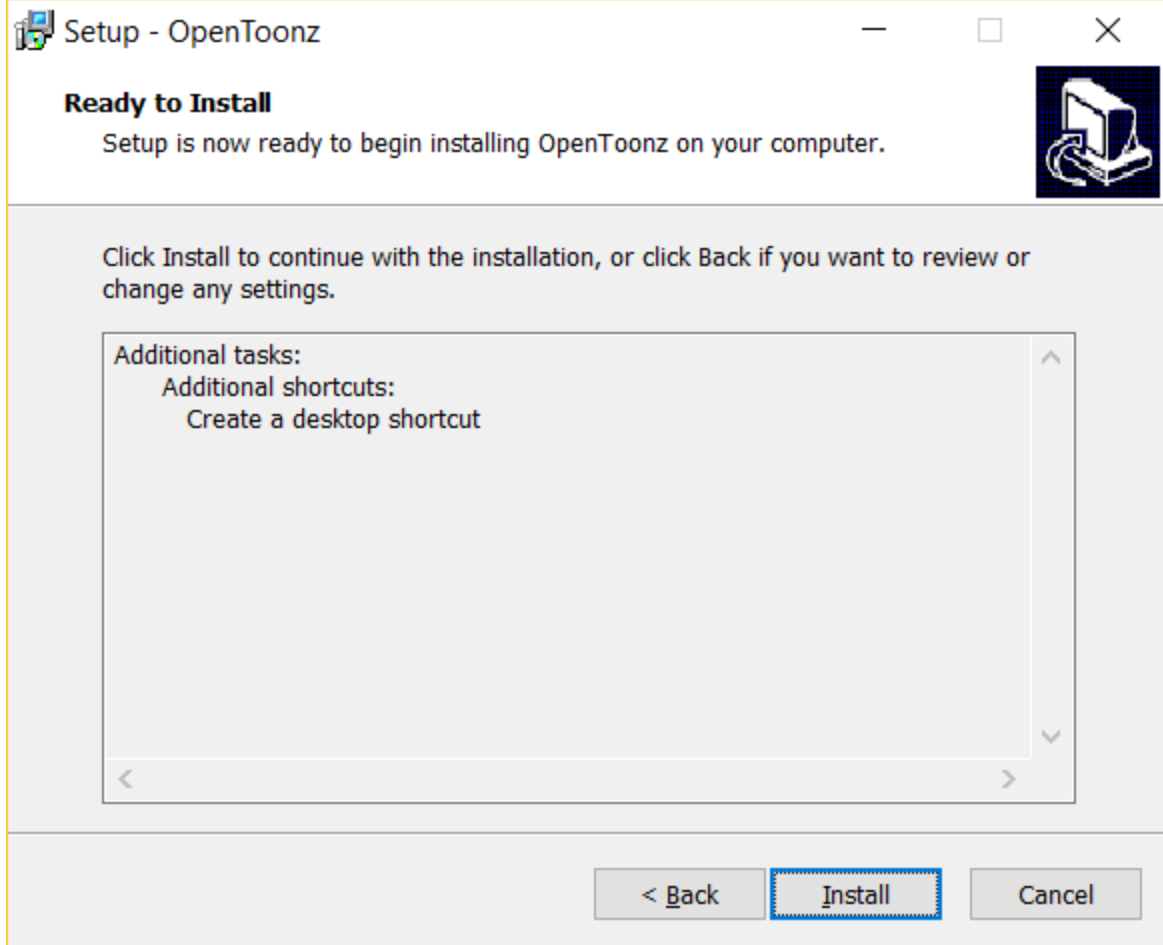 Setup - OpenToonz
Ready to Install
Setup is now ready to begin installing OpenToonz on your computer.
Click Install to continue with the installation, or click Back if you want to review or
change any settings.
Additional tasks:
Additional shortcuts:
Create a desktop shortcut
< Back
Install
Cancel